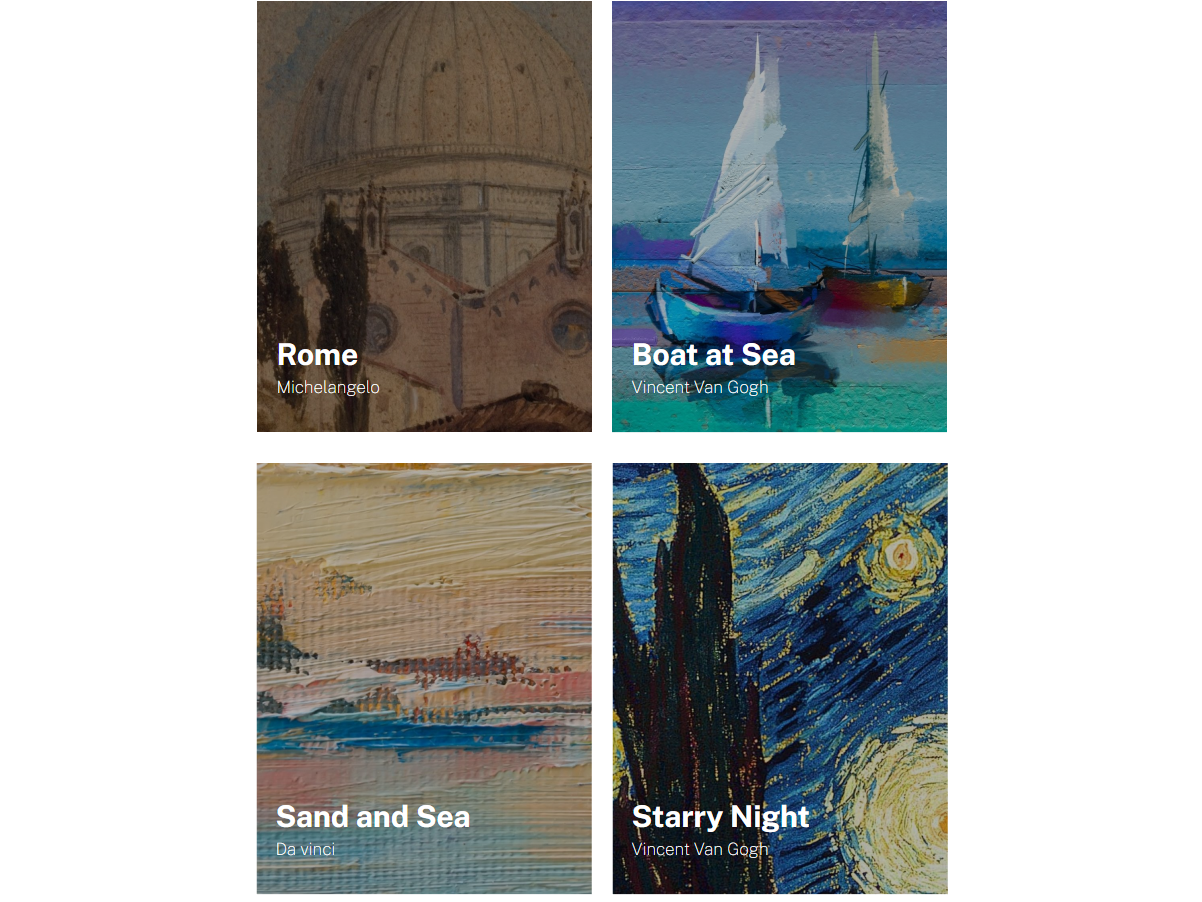 Rome
Michelangelo
Boat at Sea
Vincent Van Gogh
Sand and Sea
Da vinci
Starry Night
Vincent Van Gogh